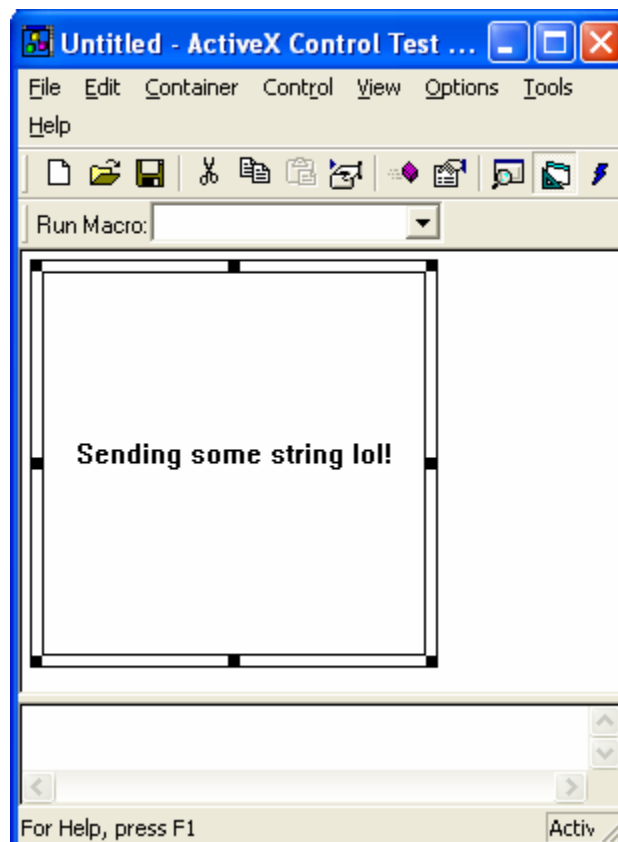 Untitled - ActiveX Control Test ...
File Edit Container Control View Options Tools
Help
Run Macro:
Sending some string lol!
For Help, press F1
Activ